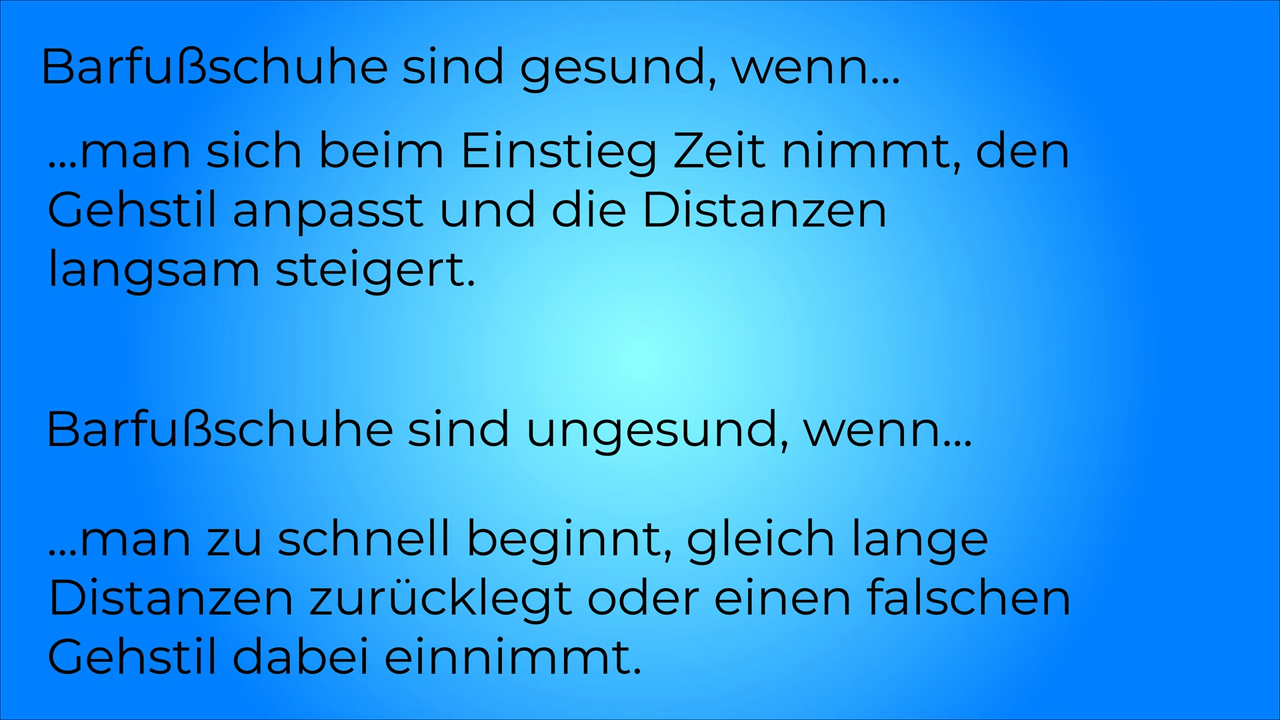 Barfußschuhe sind gesund, wenn...
...man sich beim Einstieg Zeit nimmt, den
Gehstil anpasst und die Distanzen
langsam steigert.
Barfußschuhe sind ungesund, wenn...
...man zu schnell beginnt, gleich lange
Distanzen zurücklegt oder einen falschen
Gehstil dabei einnimmt.